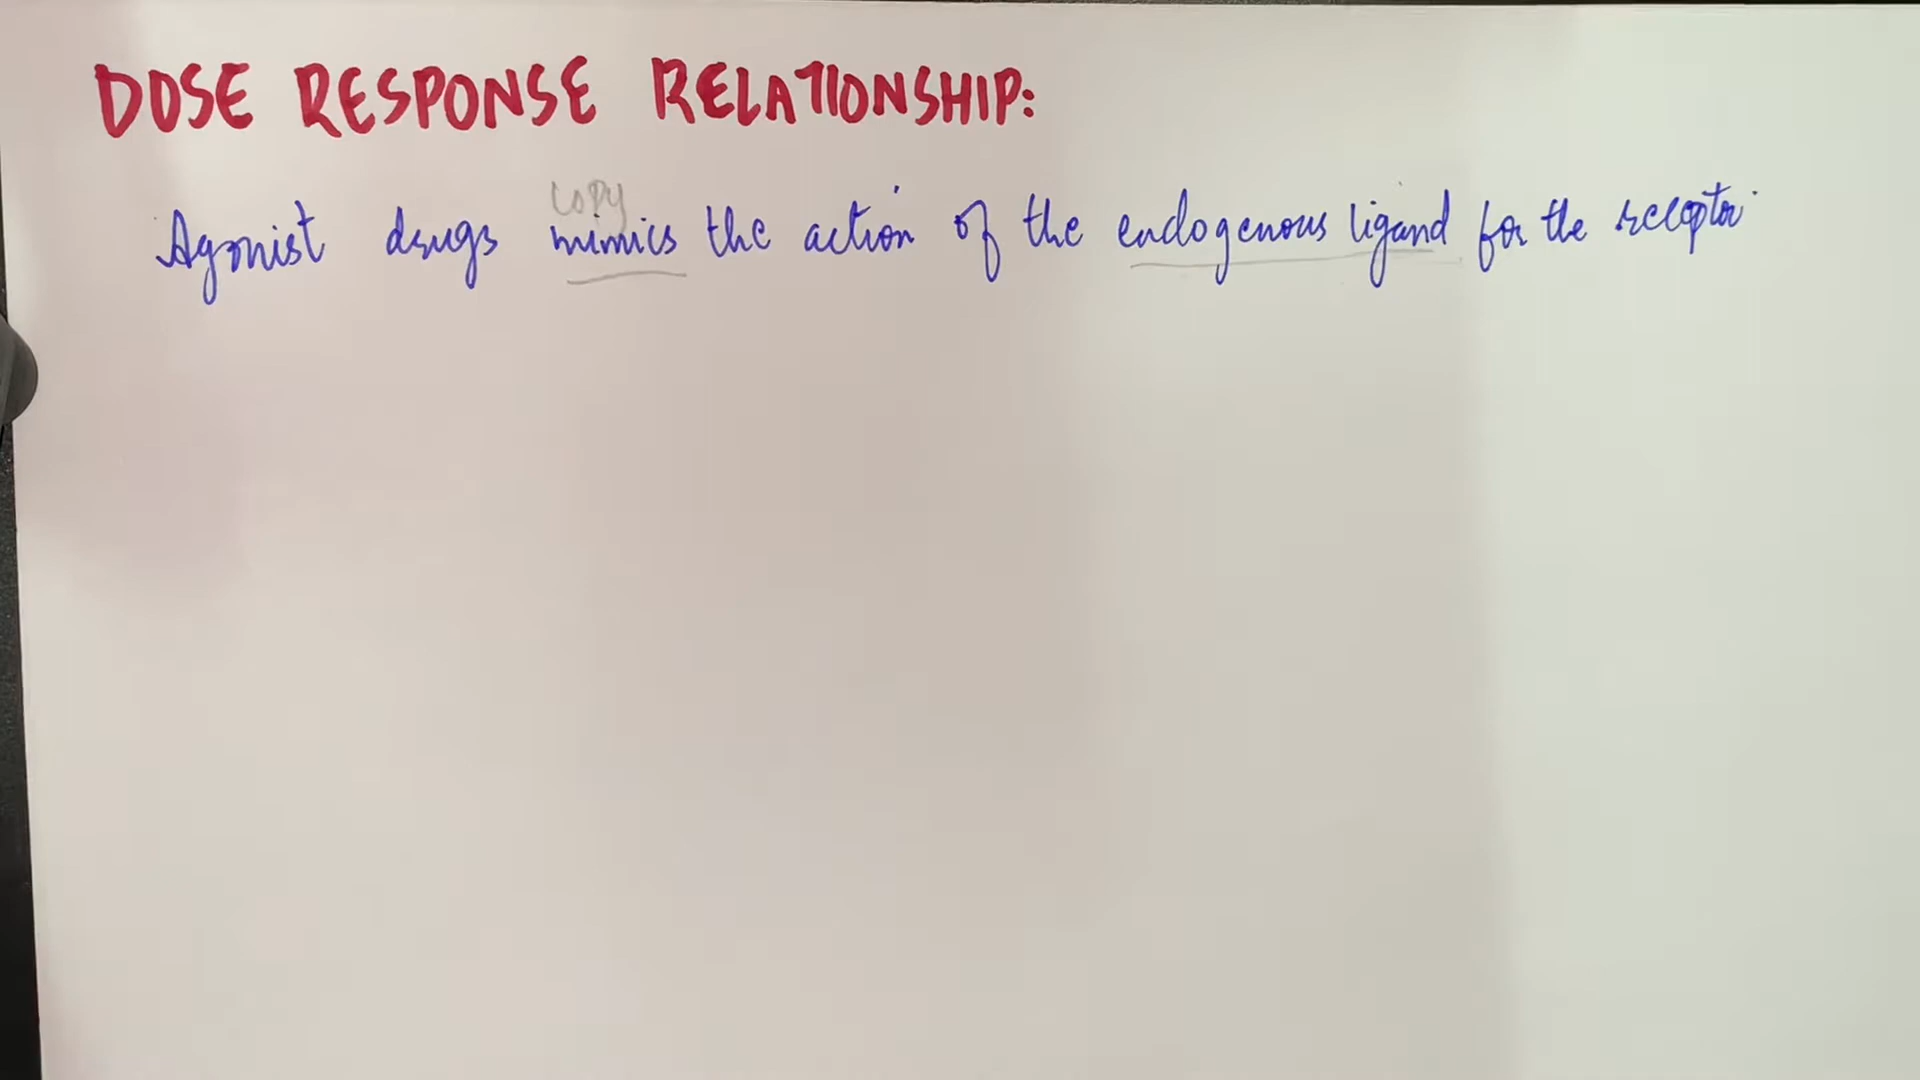 DOSE RESPONSE RELATIONSHIP:
copy
Agonist drugs mimics the action of the endogenous ligand for the receptor